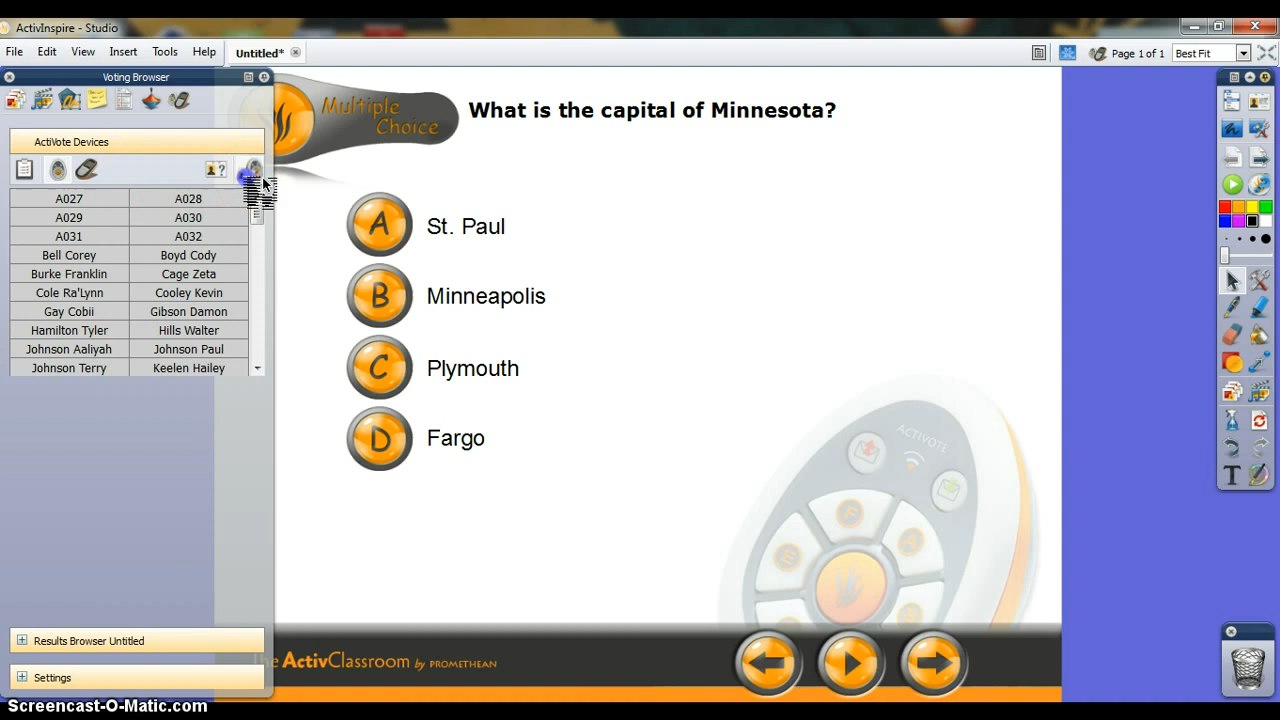 ActivInspire - Studio
File Edit View Insert Tools Help Untitled* Page 1 of 1 Best Fit
Voting Browser
Multiple Choice
What is the capital of Minnesota?
ActiVote Devices
A027 A028
A029 A030
A031 A032
Bell Corey Boyd Cody
Burke Franklin Cage Zeta
Cole Ra'Lynn Cooley Kevin
Gay Cobii Gibson Damon
Hamilton Tyler Hills Walter
Johnson Aaliyah Johnson Paul
Johnson Terry Keelen Hailey
A St. Paul
B Minneapolis
C Plymouth
D Fargo
ACTIVOTE
F
A
E
B
Results Browser Untitled
Settings
The ActivClassroom by PROMETHEAN
T
Screencast-O-Matic.com